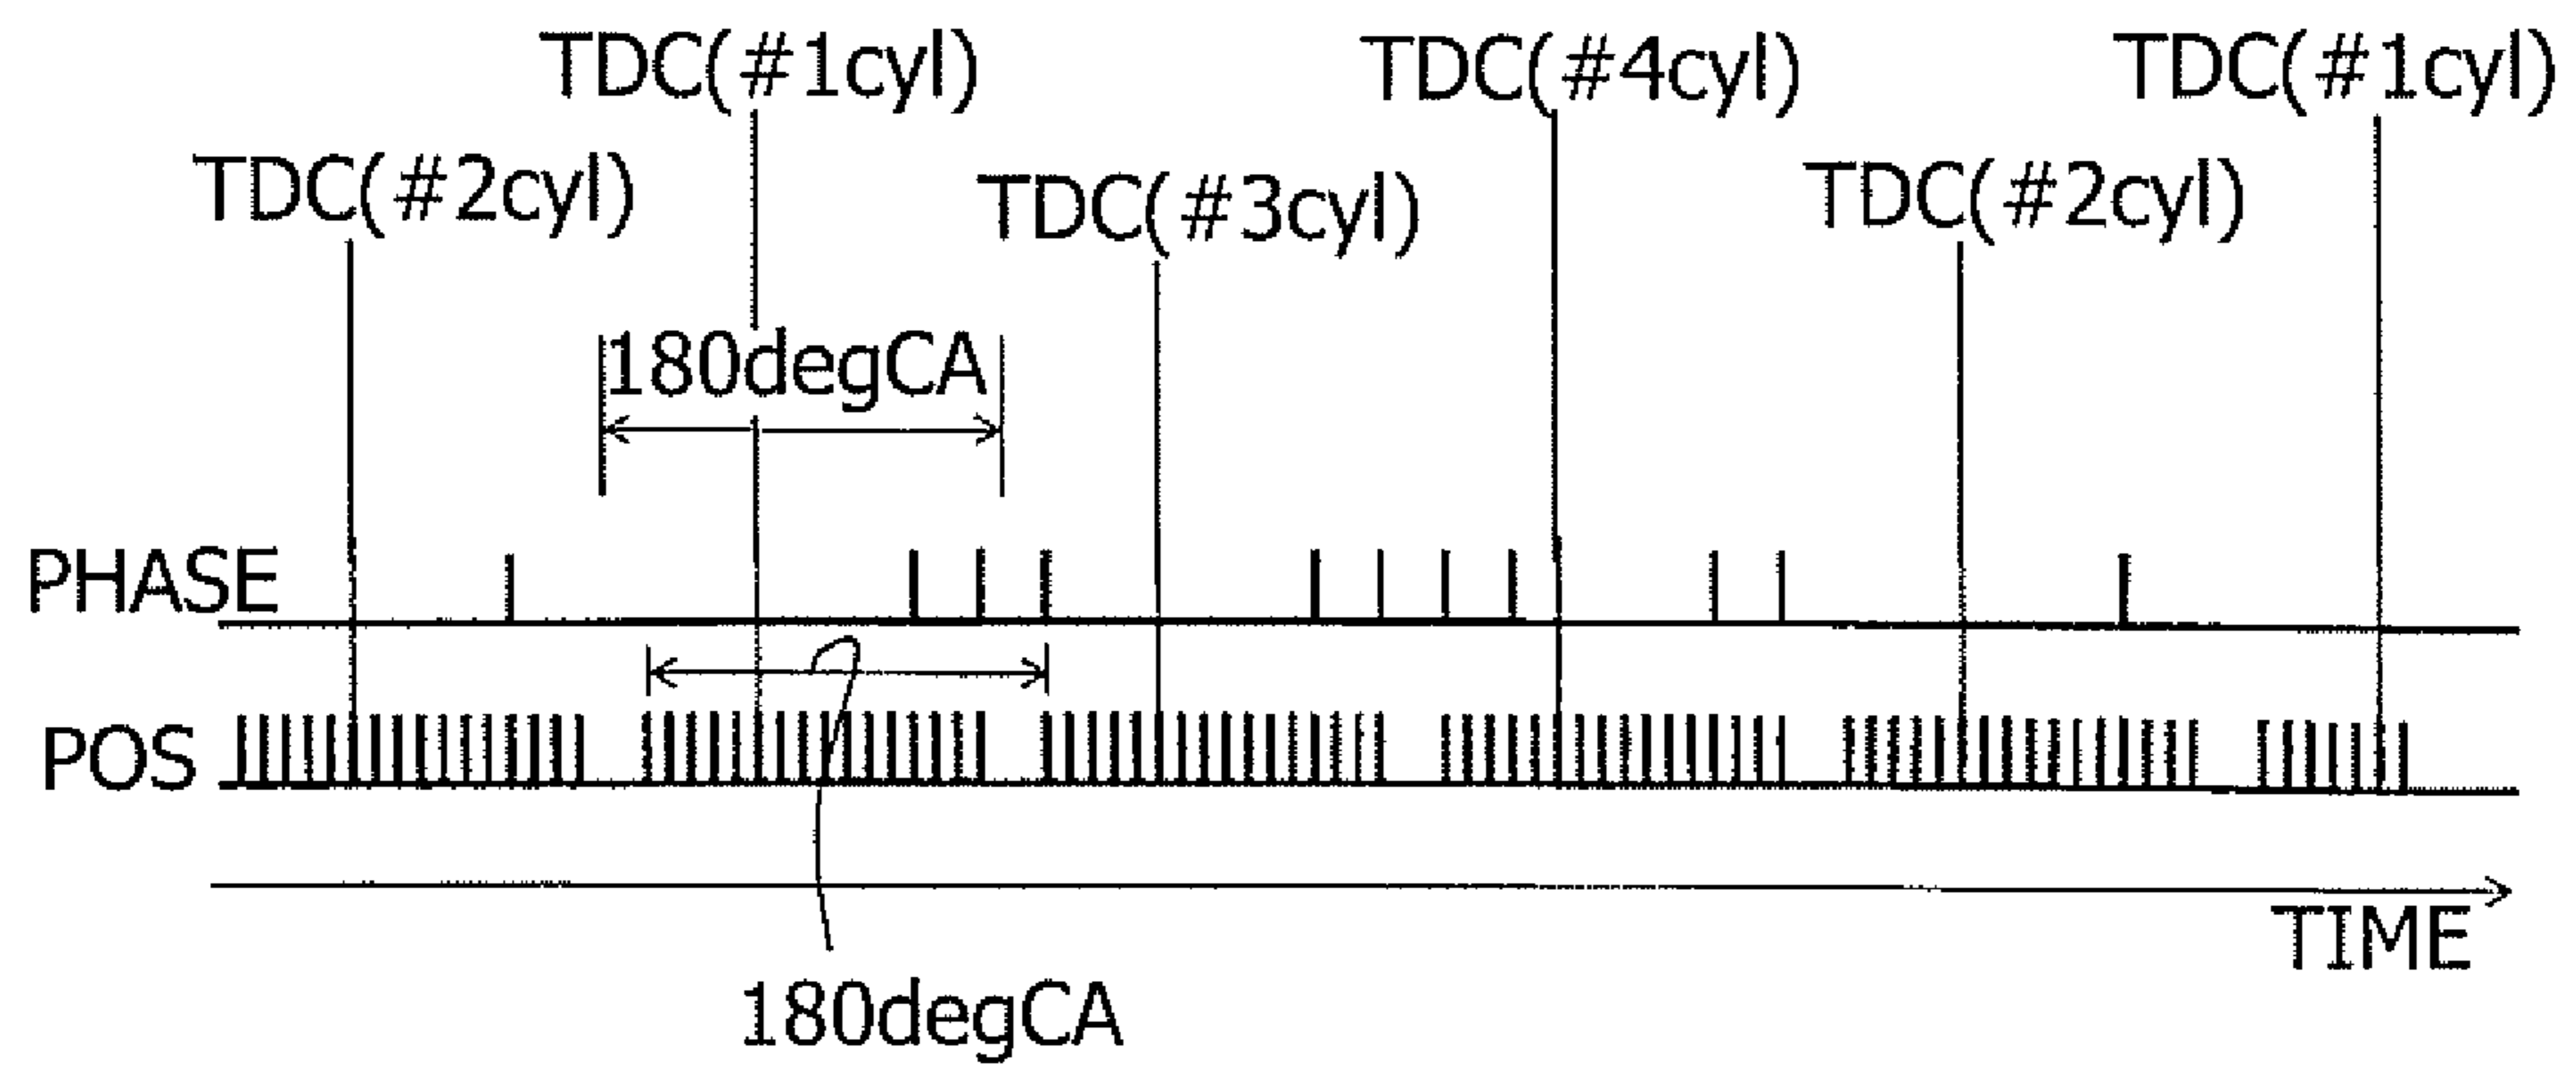 TDC(#1cyl)
TDC(#4cyl)
TDC(#1cyl)
TDC(#2cyl)
TDC(#3cyl)
TDC(#2cyl)
180degCA
PHASE
POS
TIME
180degCA